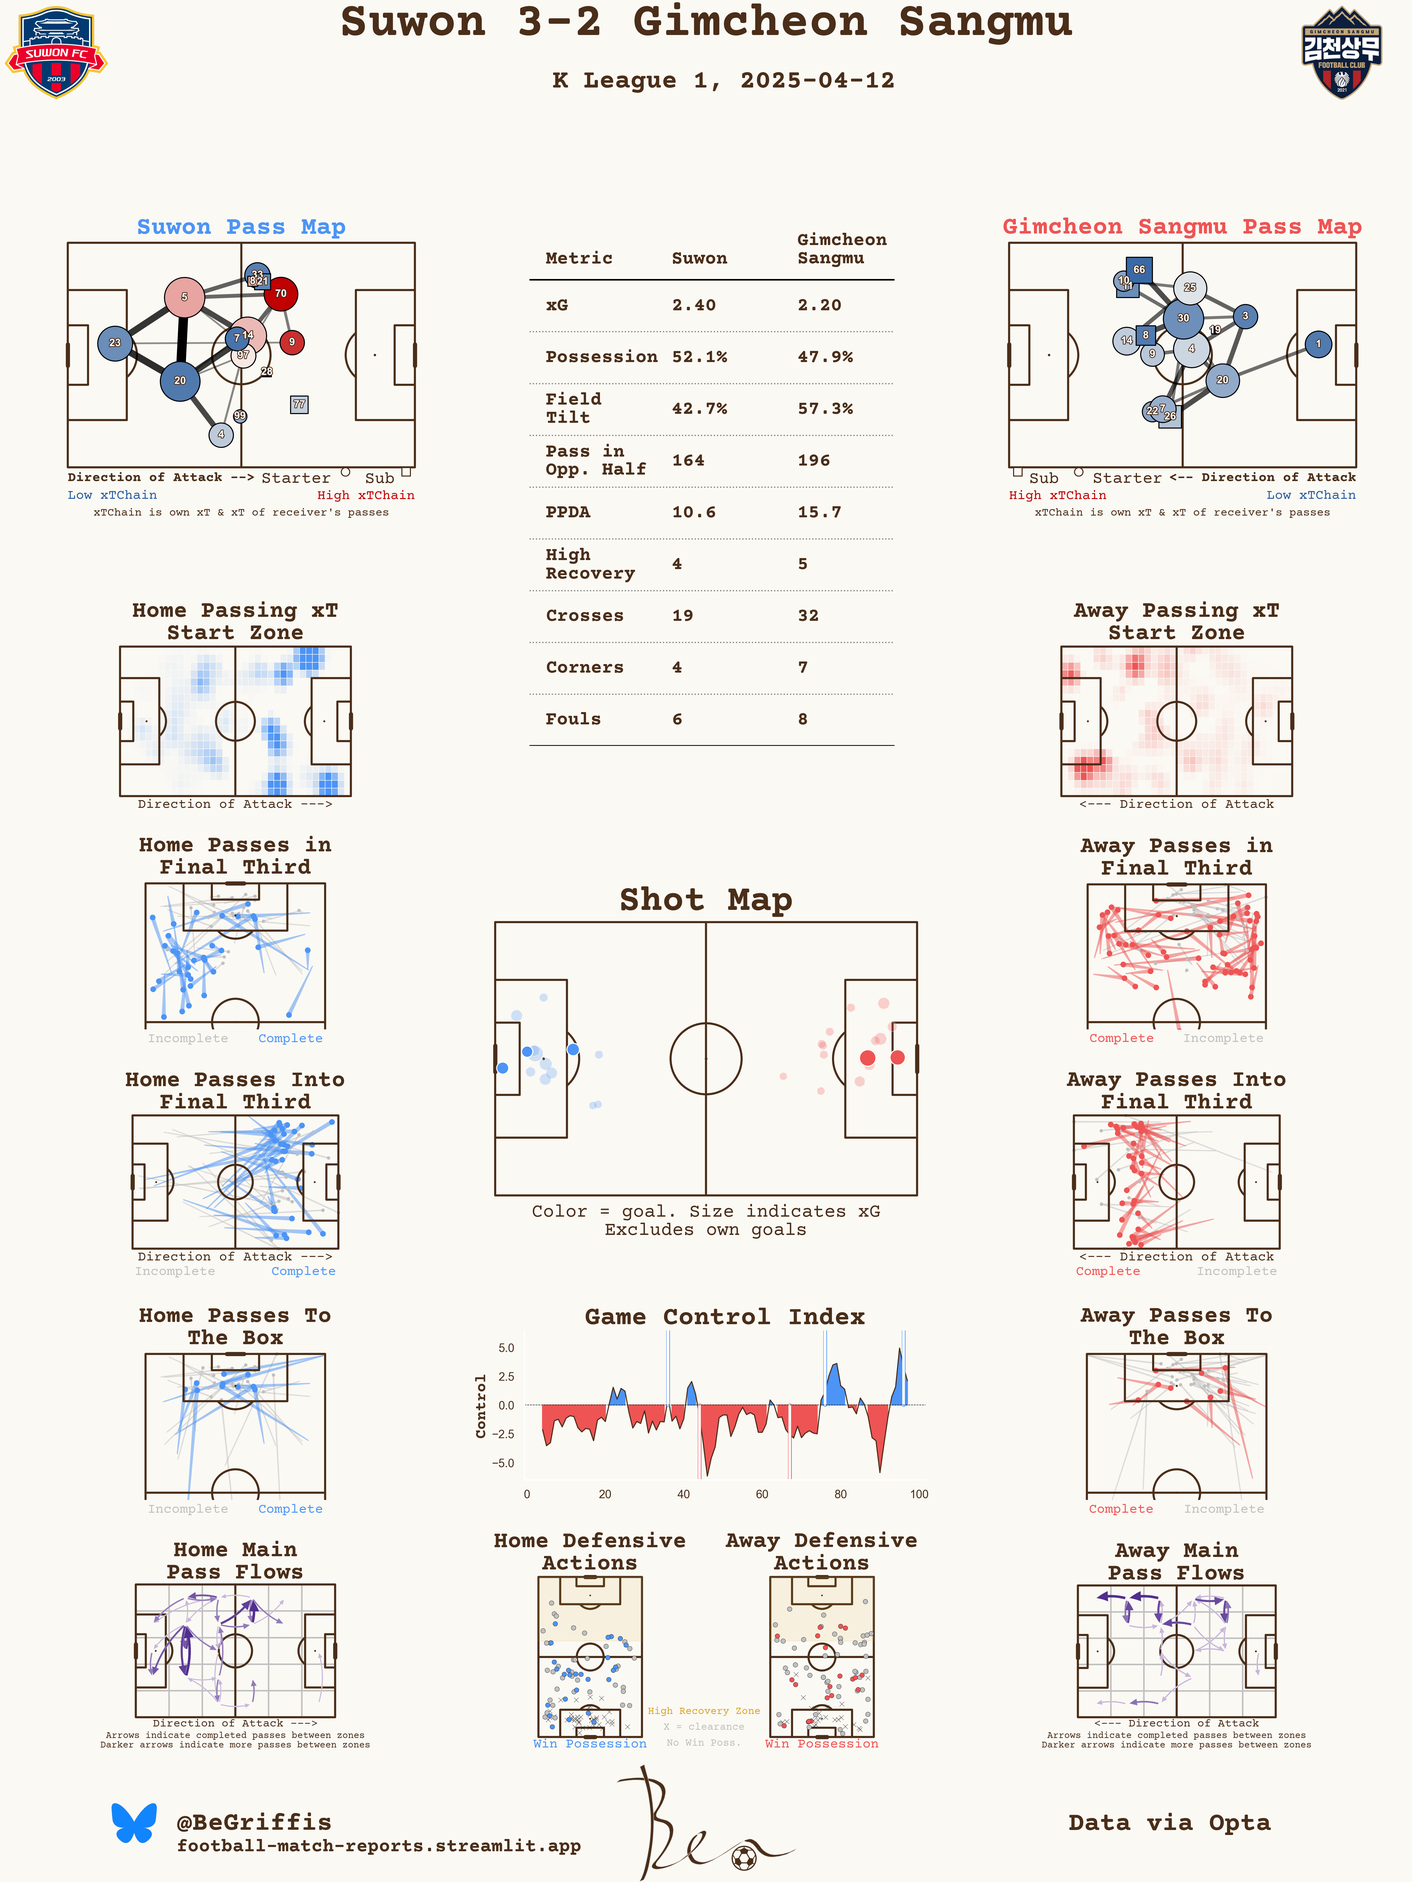 Suwon 3-2 Gimcheon Sangmu
K League 1, 2025-04-12
SUWON FC
2003
GIMCHEON SANGMU
김천상무
FOOTBALL CLUB
2021
Suwon Pass Map
33
8
21
5
70
7
14
9
23
97
20
28
77
99
4
Direction of Attack --> Starter Sub
Low xTChain High xTChain
xTChain is own xT & xT of receiver's passes
Metric Suwon Gimcheon Sangmu
xG 2.40 2.20
Possession 52.1% 47.9%
Field Tilt 42.7% 57.3%
Pass in Opp. Half 164 196
PPDA 10.6 15.7
High Recovery 4 5
Crosses 19 32
Corners 4 7
Fouls 6 8
Gimcheon Sangmu Pass Map
66
10
11
25
30
3
19
8
14
9
4
1
20
22
7
26
Sub Starter <-- Direction of Attack
High xTChain Low xTChain
xTChain is own xT & xT of receiver's passes
Home Passing xT
Start Zone
Direction of Attack --->
Away Passing xT
Start Zone
<--- Direction of Attack
Home Passes in
Final Third
Incomplete Complete
Away Passes in
Final Third
Complete Incomplete
Shot Map
Color = goal. Size indicates xG
Excludes own goals
Home Passes Into
Final Third
Direction of Attack --->
Incomplete Complete
Away Passes Into
Final Third
<--- Direction of Attack
Complete Incomplete
Home Passes To
The Box
Incomplete Complete
Game Control Index
Control
5.0
2.5
0.0
−2.5
−5.0
0 20 40 60 80 100
Away Passes To
The Box
Complete Incomplete
Home Main
Pass Flows
Direction of Attack --->
Arrows indicate completed passes between zones
Darker arrows indicate more passes between zones
Home Defensive
Actions
Win Possession
High Recovery Zone
X = clearance
No Win Poss.
Away Defensive
Actions
Win Possession
Away Main
Pass Flows
<--- Direction of Attack
Arrows indicate completed passes between zones
Darker arrows indicate more passes between zones
@BeGriffis
football-match-reports.streamlit.app
Ben
Data via Opta